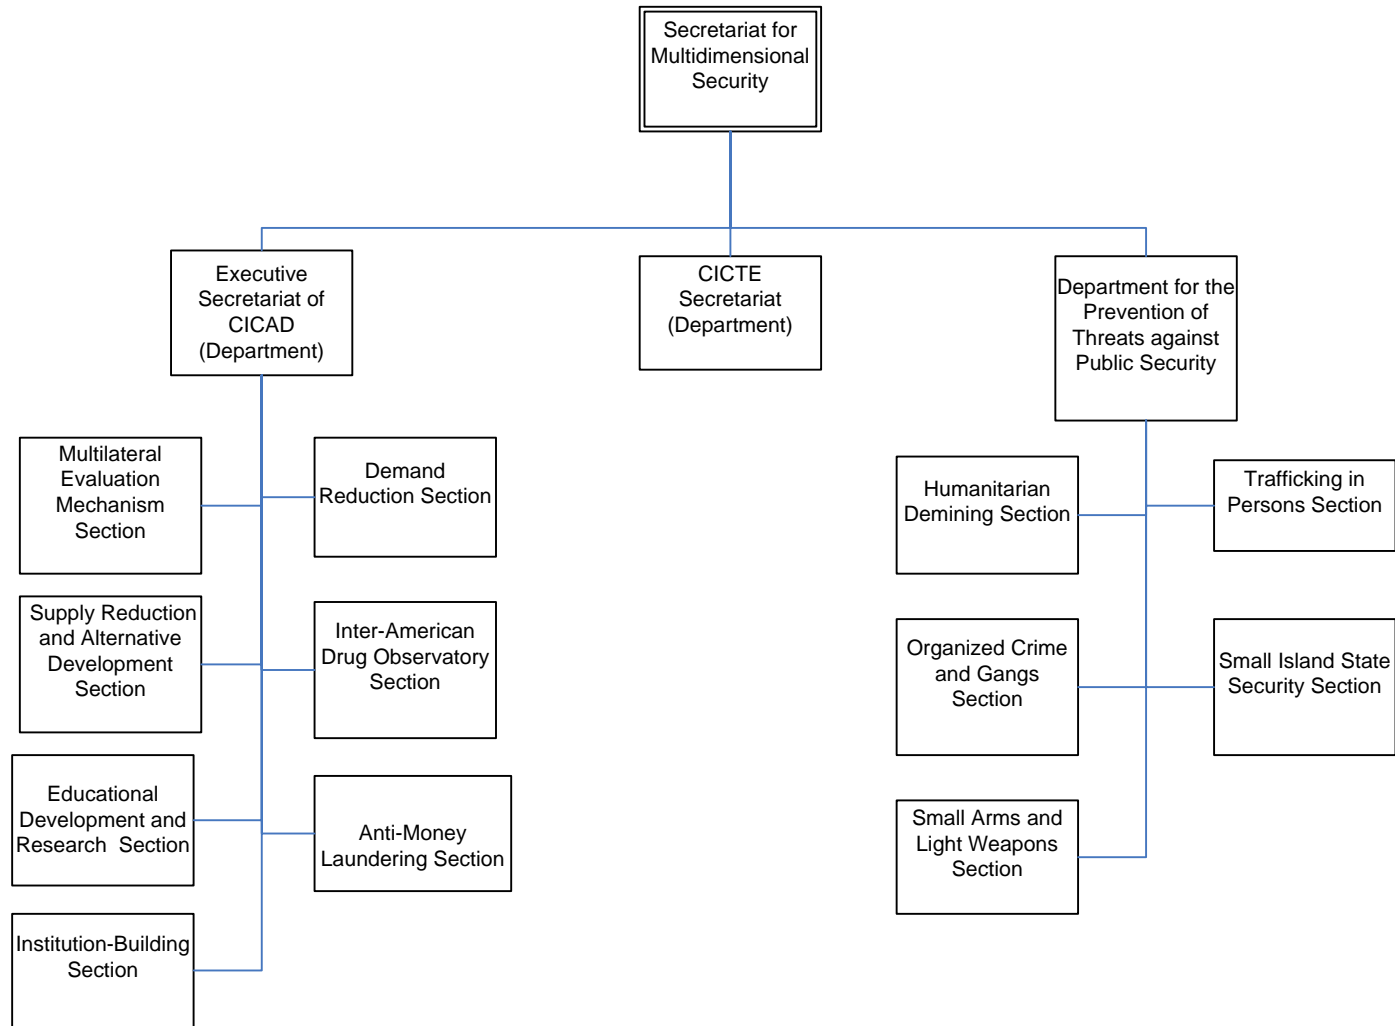 Secretariat for
Multidimensional
Security
Executive
Secretariat of
CICAD
(Department)
CICTE
Secretariat
(Department)
Department for the
Prevention of
Threats against
Public Security
Multilateral
Evaluation
Mechanism
Section
Demand
Reduction Section
Humanitarian
Demining Section
Trafficking in
Persons Section
Supply Reduction
and Alternative
Development
Section
Inter-American
Drug Observatory
Section
Organized Crime
and Gangs
Section
Small Island State
Security Section
Educational
Development and
Research  Section
Anti-Money
Laundering Section
Small Arms and
Light Weapons
Section
Institution-Building
Section